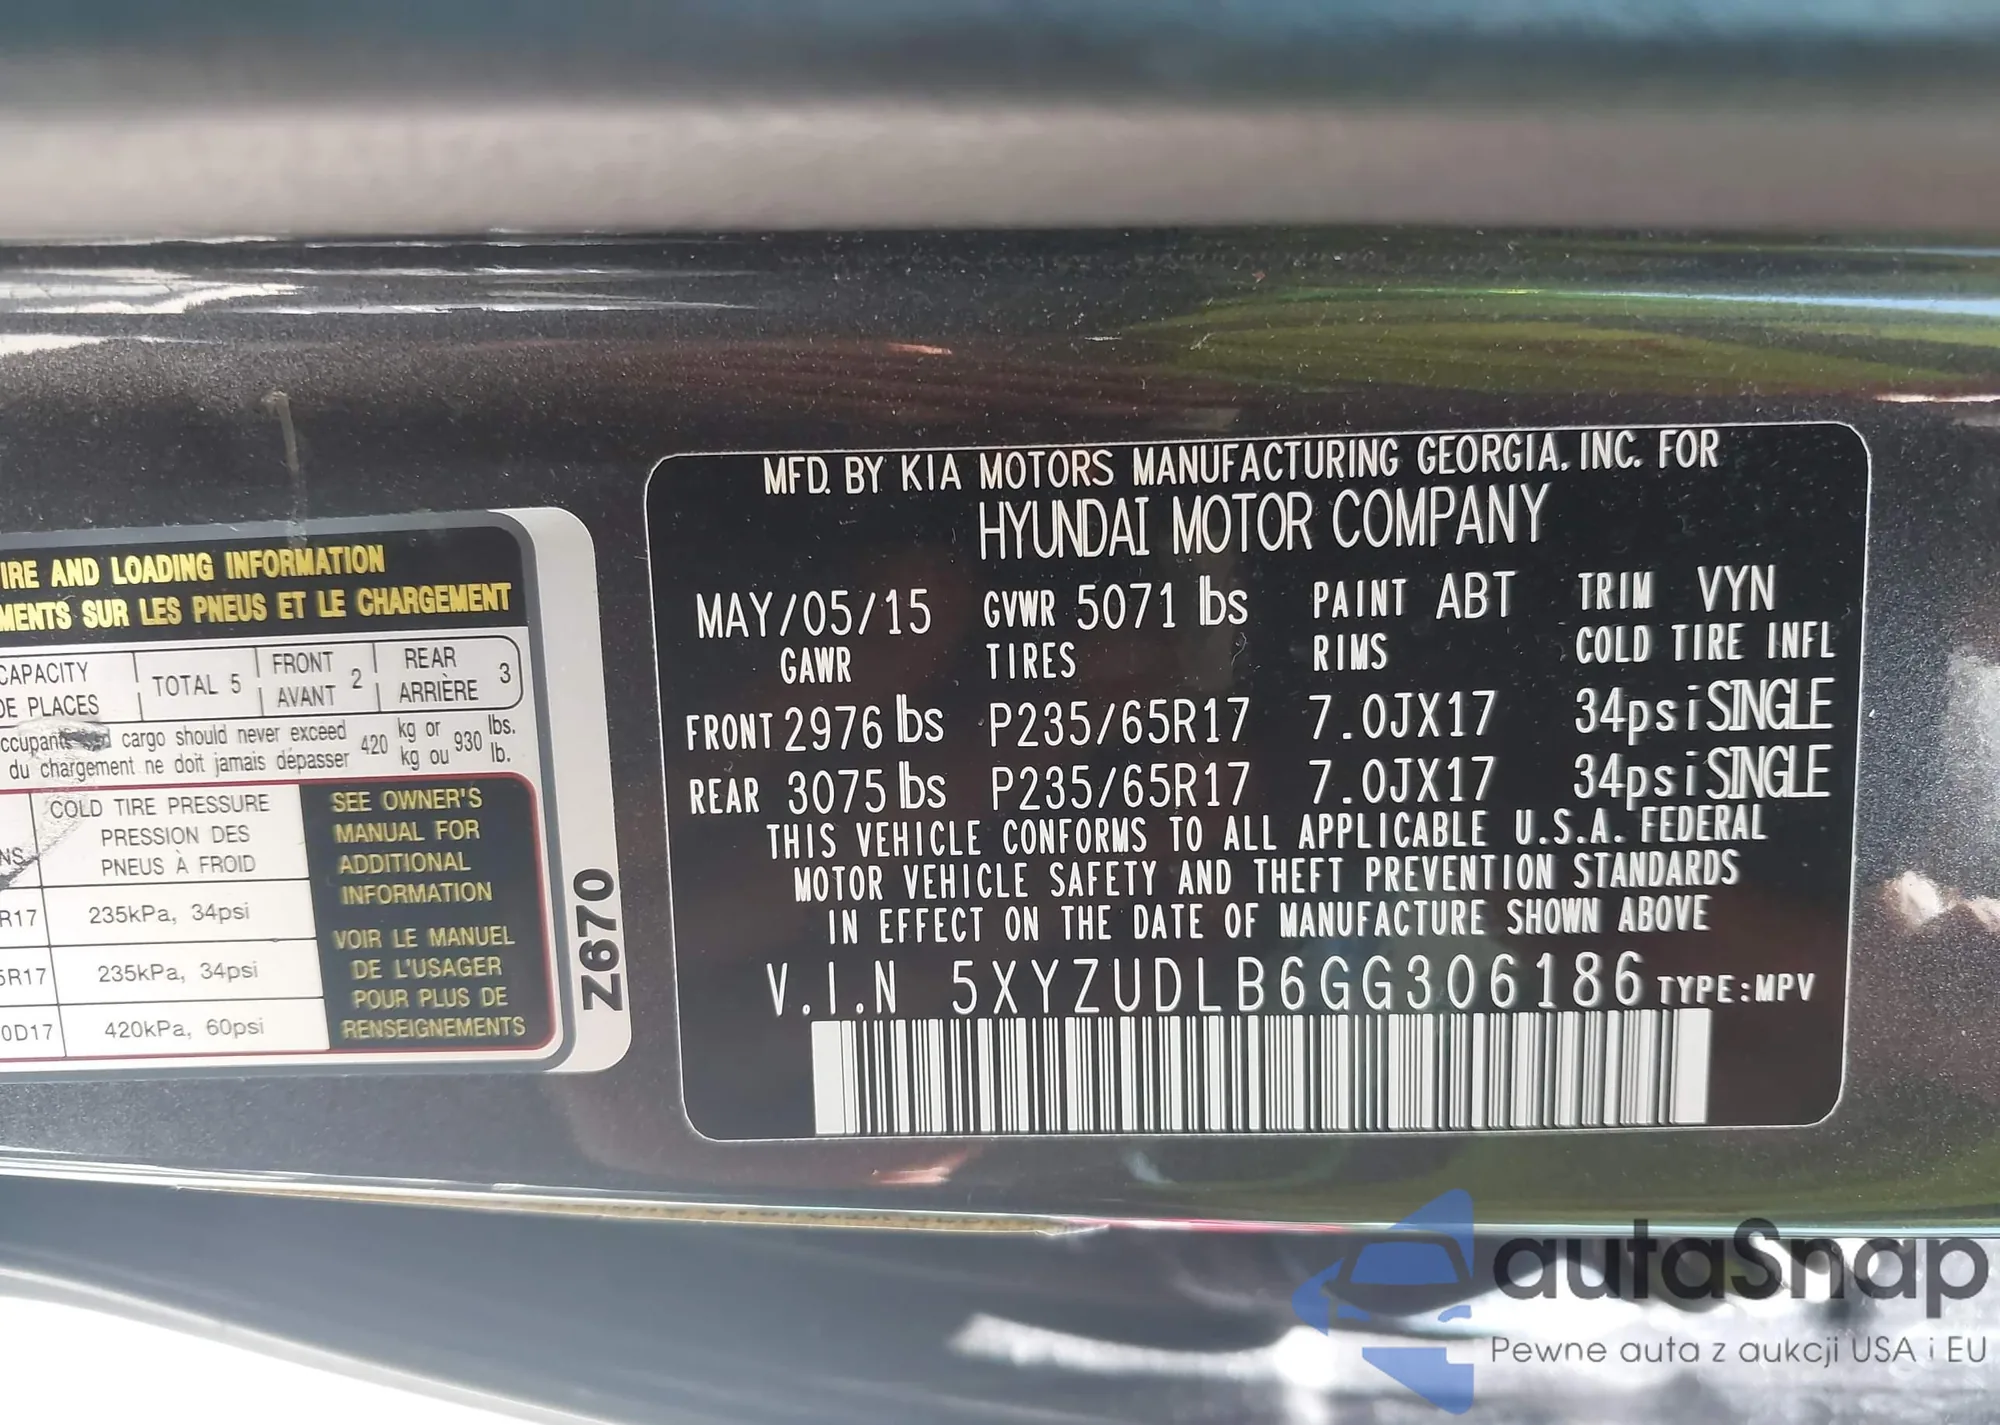 IRE AND LOADING INFORMATION
MENTS SUR LES PNEUS ET LE CHARGEMENT
CAPACITY
DE PLACES
TOTAL 5
FRONT
AVANT
2
REAR
ARRIÈRE
3
cargo should never exceed
du chargement ne doit jamais dépasser
420
kg or
kg ou
930
lbs.
lb.
COLD TIRE PRESSURE
PRESSION DES
PNEUS À FROID
NS
R17
235kPa, 34psi
5R17
235kPa, 34psi
0D17
420kPa, 60psi
SEE OWNER'S
MANUAL FOR
ADDITIONAL
INFORMATION
VOIR LE MANUEL
DE L'USAGER
POUR PLUS DE
RENSEIGNEMENTS
Z670
MFD. BY KIA MOTORS MANUFACTURING GEORGIA. INC. FOR
HYUNDAI MOTOR COMPANY
MAY/05/15 GVWR 5071 lbs PAINT ABT TRIM VYN
GAWR TIRES RIMS COLD TIRE INFL
FRONT 2976 lbs P235/65R17 7.0JX17 34psi SINGLE
REAR 3075 lbs P235/65R17 7.0JX17 34psi SINGLE
THIS VEHICLE CONFORMS TO ALL APPLICABLE U.S.A. FEDERAL
MOTOR VEHICLE SAFETY AND THEFT PREVENTION STANDARDS
IN EFFECT ON THE DATE OF MANUFACTURE SHOWN ABOVE
V.I.N 5XYZUDLB6GG306186 TYPE:MPV
autaSnap
Pewne auta z aukcji USA i EU